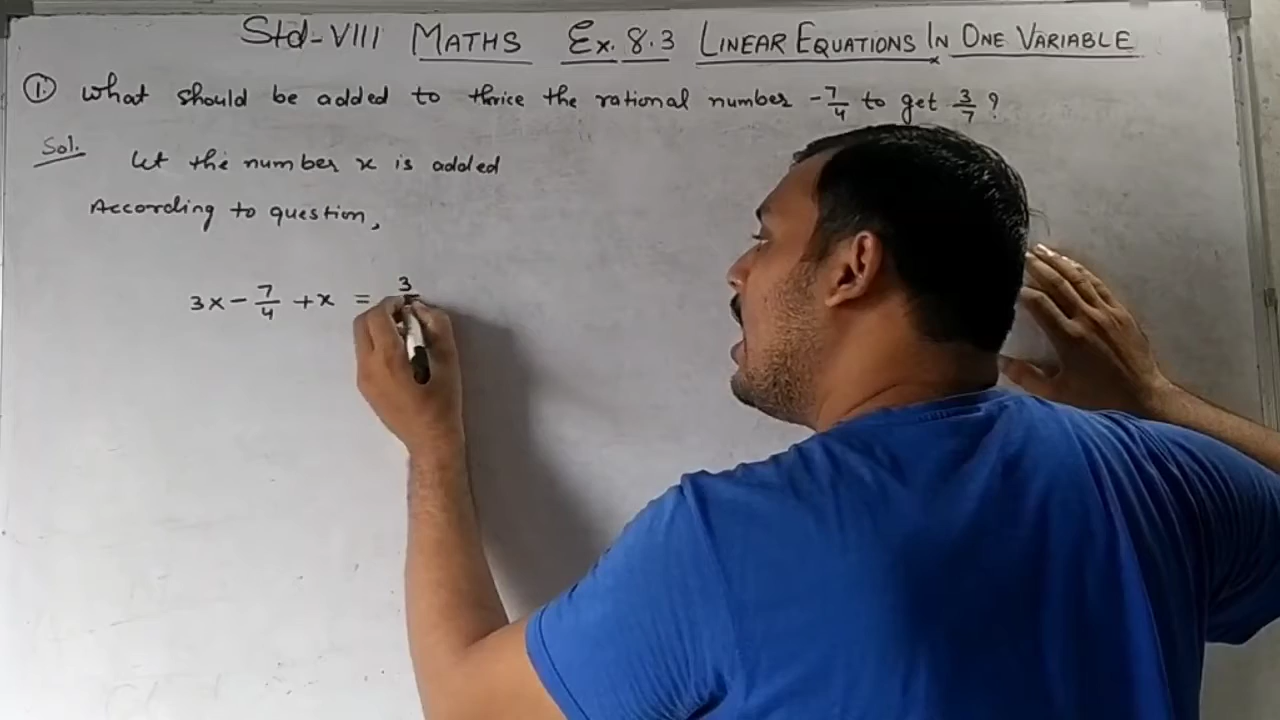 Std-VIII MATHS Ex. 8.3 LINEAR EQUATIONS IN ONE VARIABLE
① What should be added to thrice the rational number -7/4 to get 3/7?
Sol. Let the number x is added
According to question,
3× - 7/4 + x = 3